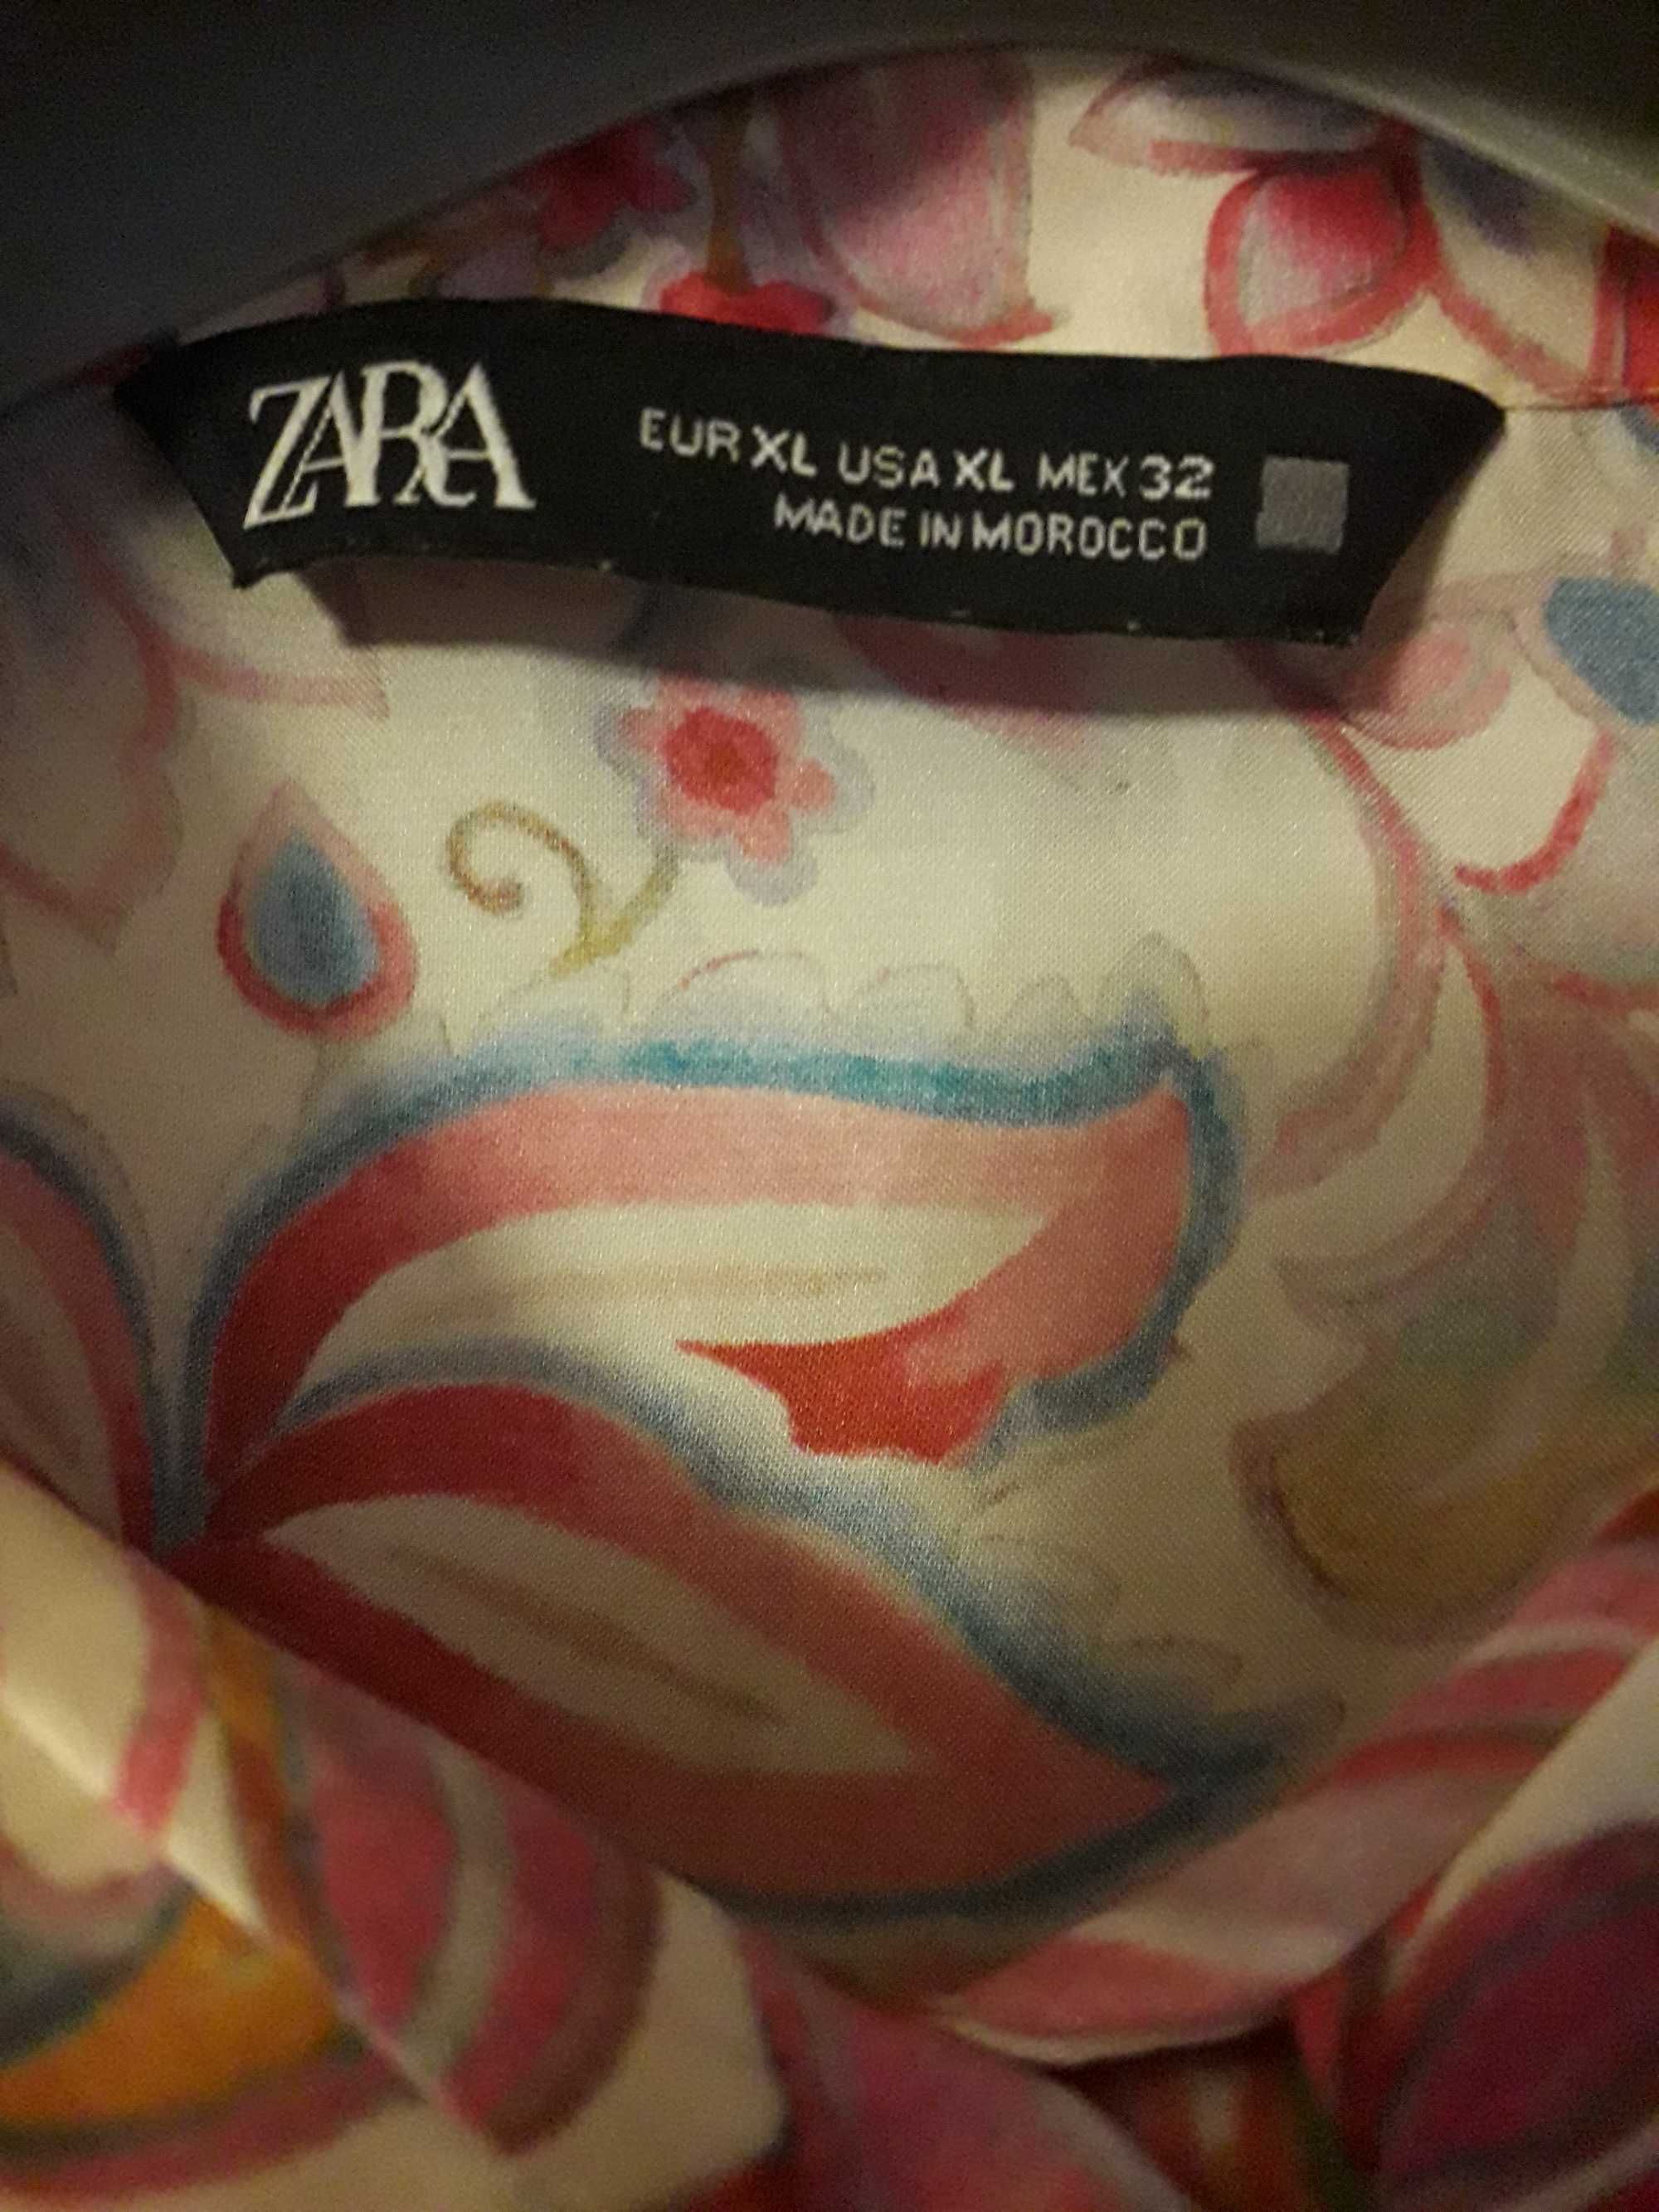 ZARA
EUR XL USA XL MEX 32
MADE IN MOROCCO